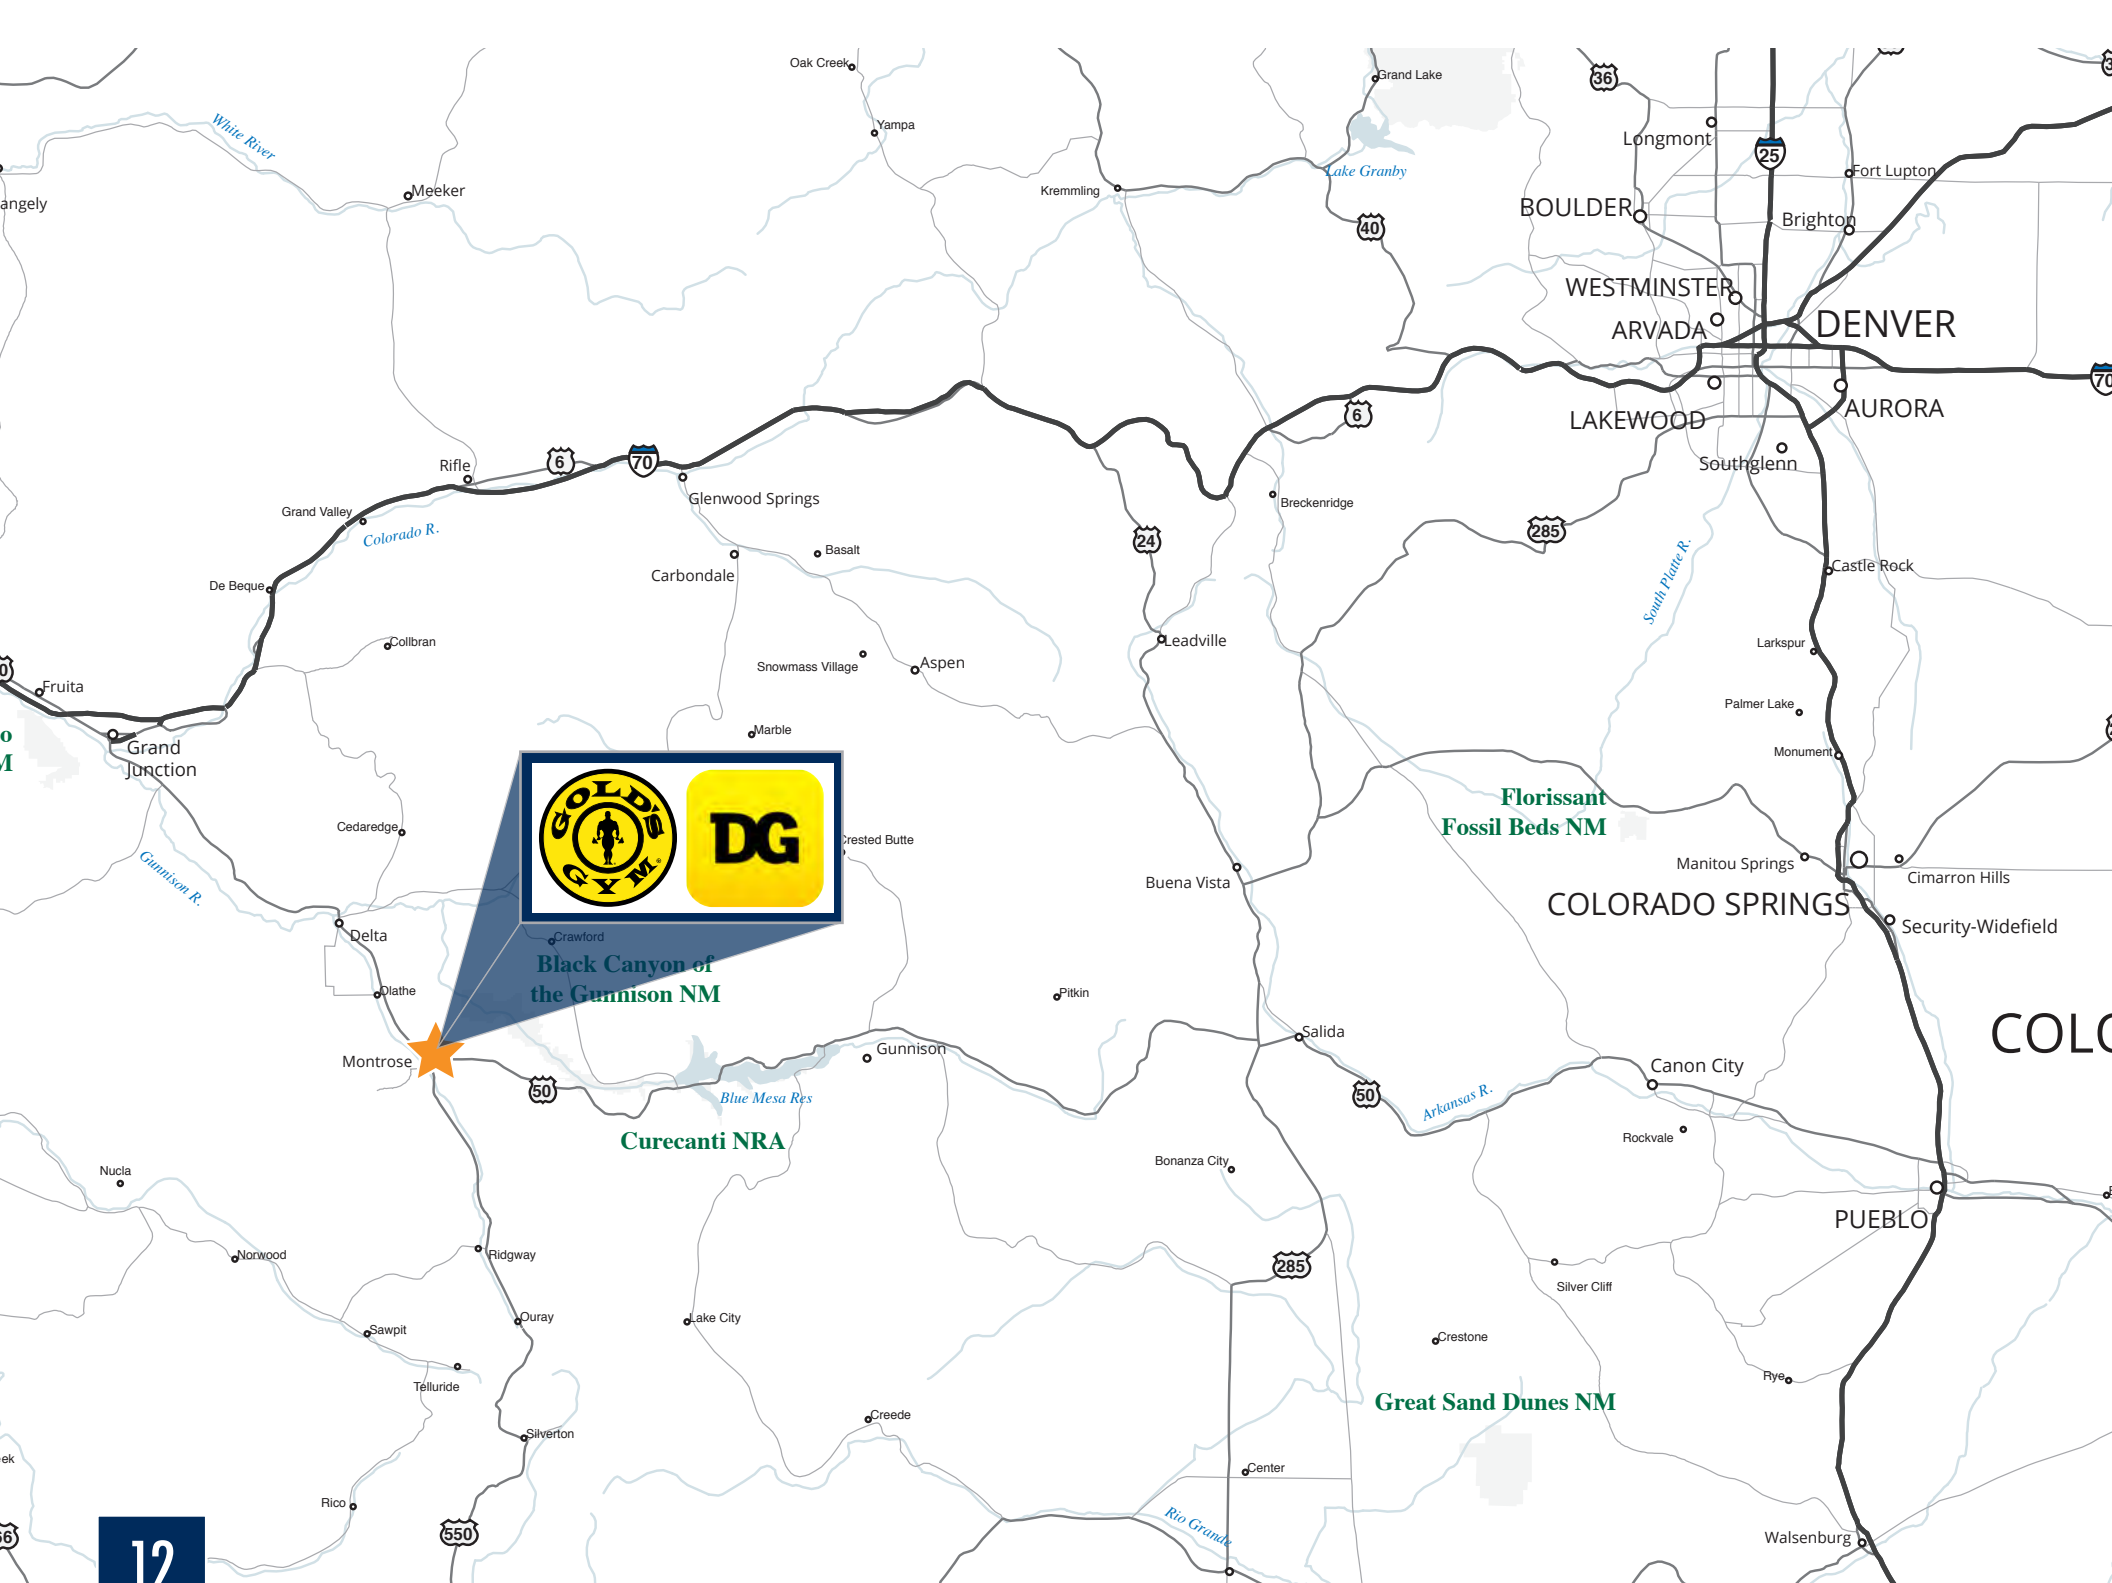 Oak Creek
Grand Lake
36
White River
Yampa
Longmont
25
Meeker
Kremmling
Lake Granby
Fort Lupton
angely
BOULDER
Brighton
40
WESTMINSTER
ARVADA
DENVER
70
6
LAKEWOOD
AURORA
Rifle
6
70
Southglenn
Glenwood Springs
Breckenridge
Grand Valley
Colorado R.
24
285
Basalt
Carbondale
South Platte R.
Castle Rock
De Beque
Collbran
Leadville
Larkspur
Snowmass Village
Aspen
0
Fruita
Palmer Lake
Marble
o
M
Grand
Junction
Monument
GOLD'S
GYM
DG
Florissant
Fossil Beds NM
Cedaredge
Crested Butte
Gunnison R.
Manitou Springs
Cimarron Hills
Buena Vista
COLORADO SPRINGS
Security-Widefield
Delta
Crawford
Black Canyon of
the Gunnison NM
Olathe
Pitkin
Salida
COLO
Montrose
Gunnison
Canon City
50
Blue Mesa Res
50
Arkansas R.
Curecanti NRA
Rockvale
Nucla
Bonanza City
PUEBLO
Norwood
Ridgway
285
Silver Cliff
Ouray
Lake City
Sawpit
Crestone
Telluride
Rye
Great Sand Dunes NM
Creede
Silverton
ek
Center
Rico
Rio Grande
66
550
Walsenburg
12